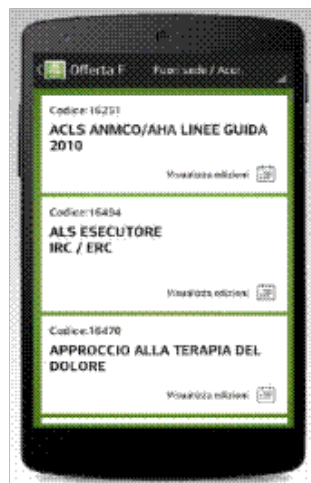 Offerta F
Fuori sede / Acc
Codice:16251
ACLS ANMCO/AHA LINEE GUIDA
2010
Visualizza edizioni
Codice:16494
ALS ESECUTORE
IRC / ERC
Visualizza edizioni
Codice:16470
APPROCCIO ALLA TERAPIA DEL
DOLORE
Visualizza edizioni